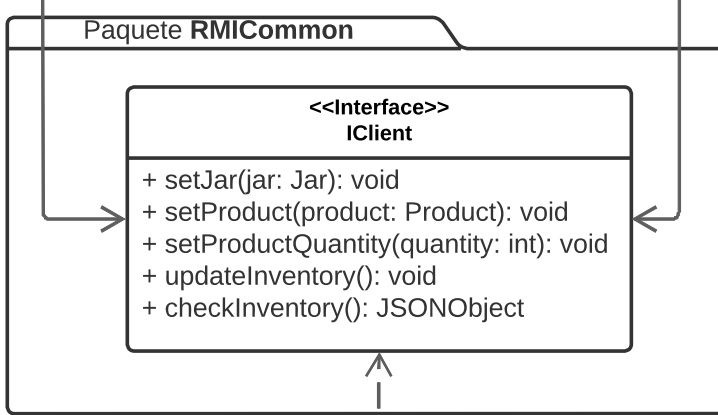 Paquete RMICommon
<<Interface>>
IClient
+ setJar(jar: Jar): void
+ setProduct(product: Product): void
+ setProductQuantity(quantity: int): void
+ updateInventory(): void
+ checkInventory(): JSONObject